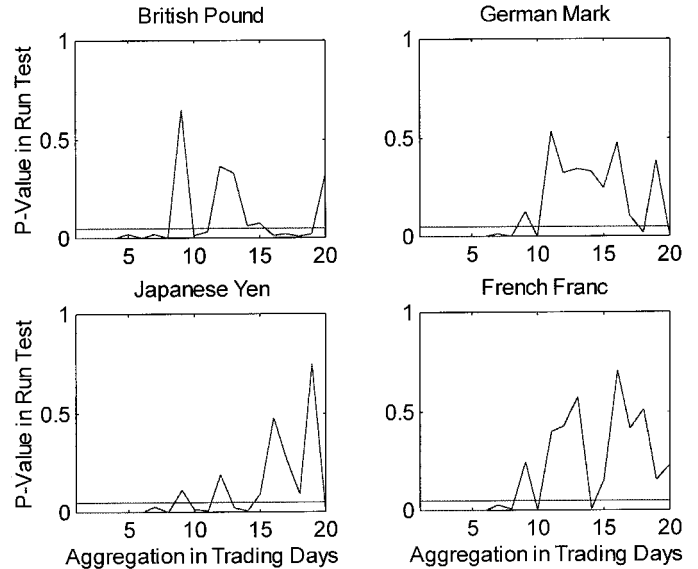 British Pound
German Mark
P-Value in Run Test
1
0.5
0
5 10 15 20
1
0.5
0
5 10 15 20
Japanese Yen
French Franc
P-Value in Run Test
1
0.5
0
5 10 15 20
Aggregation in Trading Days
1
0.5
0
5 10 15 20
Aggregation in Trading Days